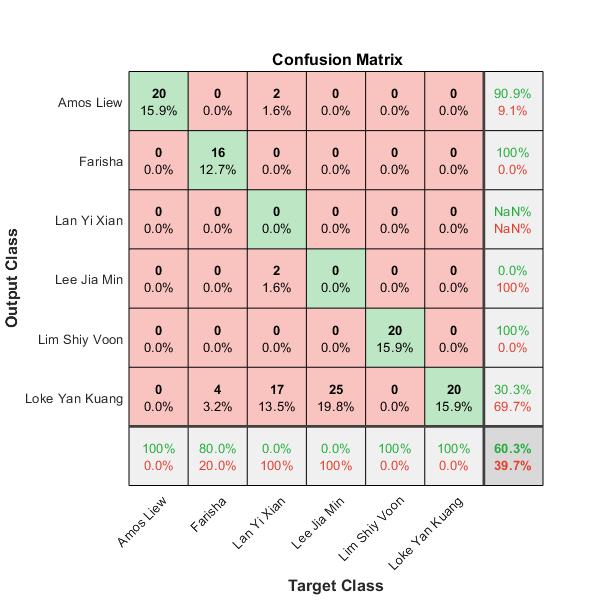 Confusion Matrix
Amos Liew 20 0 2 0 0 0 90.9%
15.9% 0.0% 1.6% 0.0% 0.0% 0.0% 9.1%
Farisha 0 16 0 0 0 0 100%
0.0% 12.7% 0.0% 0.0% 0.0% 0.0% 0.0%
Lan Yi Xian 0 0 0 0 0 0 NaN%
0.0% 0.0% 0.0% 0.0% 0.0% 0.0% NaN%
Lee Jia Min 0 0 2 0 0 0 0.0%
0.0% 0.0% 1.6% 0.0% 0.0% 0.0% 100%
Lim Shiy Voon 0 0 0 0 20 0 100%
0.0% 0.0% 0.0% 0.0% 15.9% 0.0% 0.0%
Loke Yan Kuang 0 4 17 25 0 20 30.3%
0.0% 3.2% 13.5% 19.8% 0.0% 15.9% 69.7%
100% 80.0% 0.0% 0.0% 100% 100% 60.3%
0.0% 20.0% 100% 100% 0.0% 0.0% 39.7%
Amos Liew
Farisha
Lan Yi Xian
Lee Jia Min
Lim Shiy Voon
Loke Yan Kuang
Target Class
Output Class